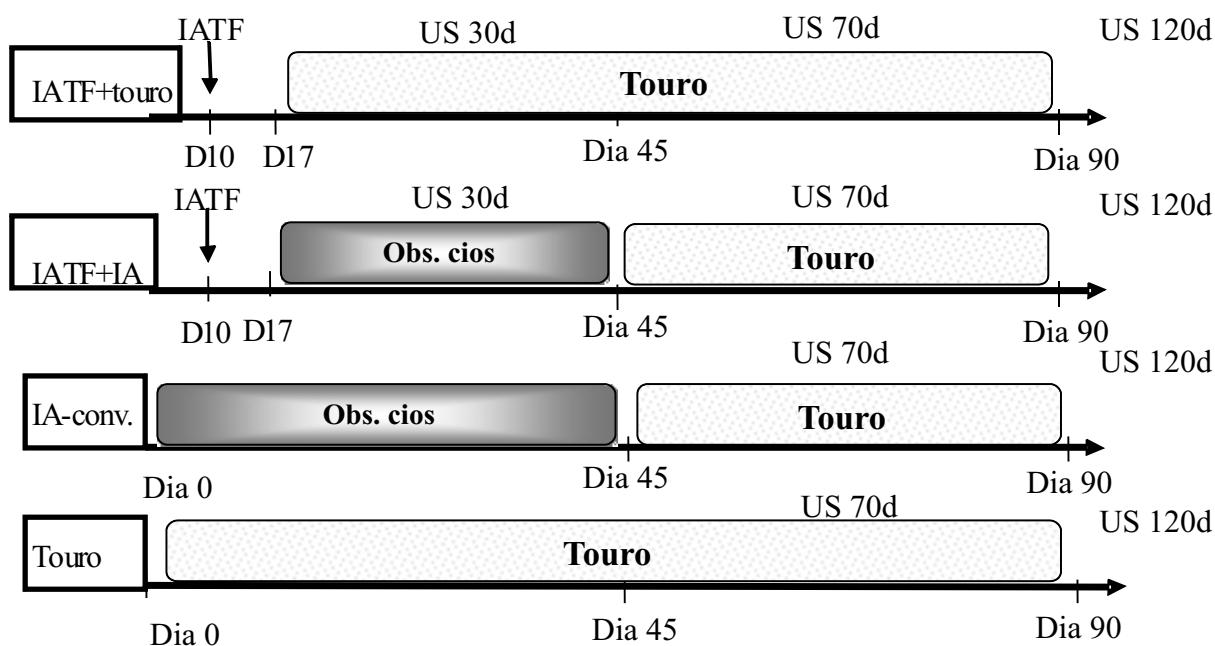 IATF
US 30d
US 70d
US 120d
IATF+touro
Touro
D10
D17
Dia 45
Dia 90
IATF
US 30d
US 70d
US 120d
IATF+IA
Obs. cios
Touro
D10
D17
Dia 45
Dia 90
US 70d
US 120d
IA-conv.
Obs. cios
Touro
Dia 0
Dia 45
Dia 90
US 70d
US 120d
Touro
Touro
Dia 0
Dia 45
Dia 90